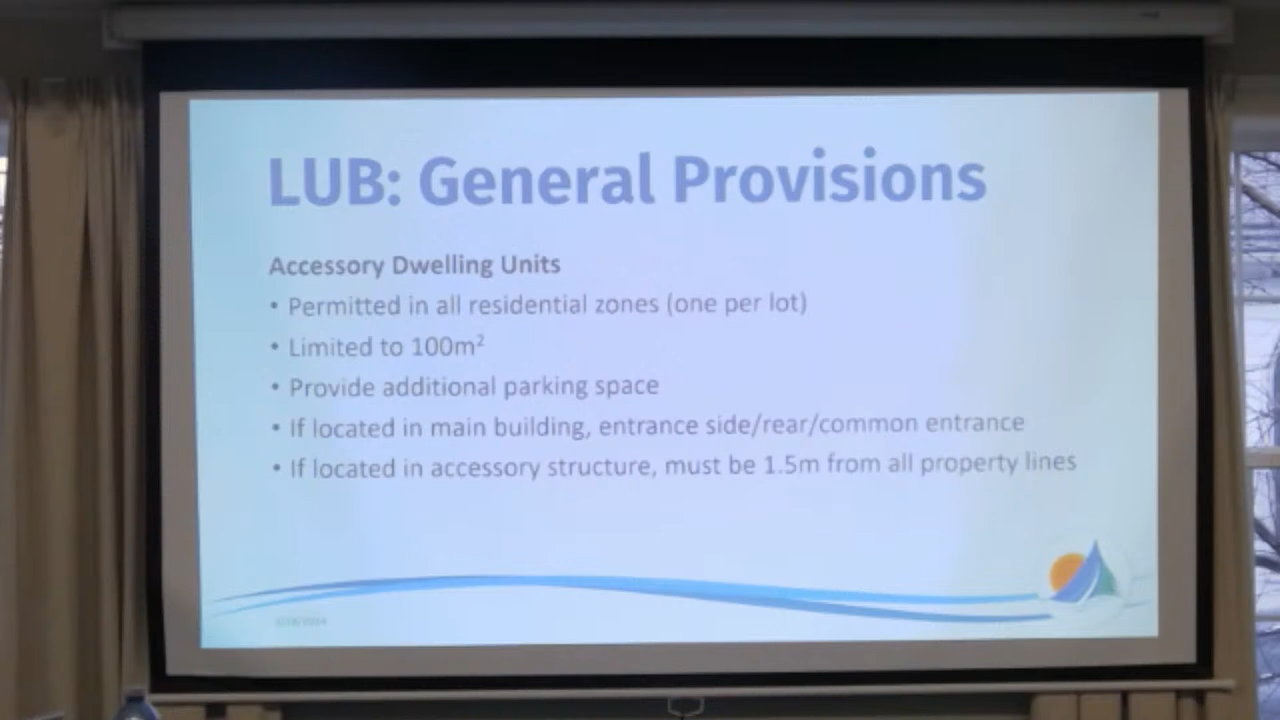 LUB: General Provisions
Accessory Dwelling Units
• Permitted in all residential zones (one per lot)
• Limited to 100m²
• Provide additional parking space
• If located in main building, entrance side/rear/common entrance
• If located in accessory structure, must be 1.5m from all property lines